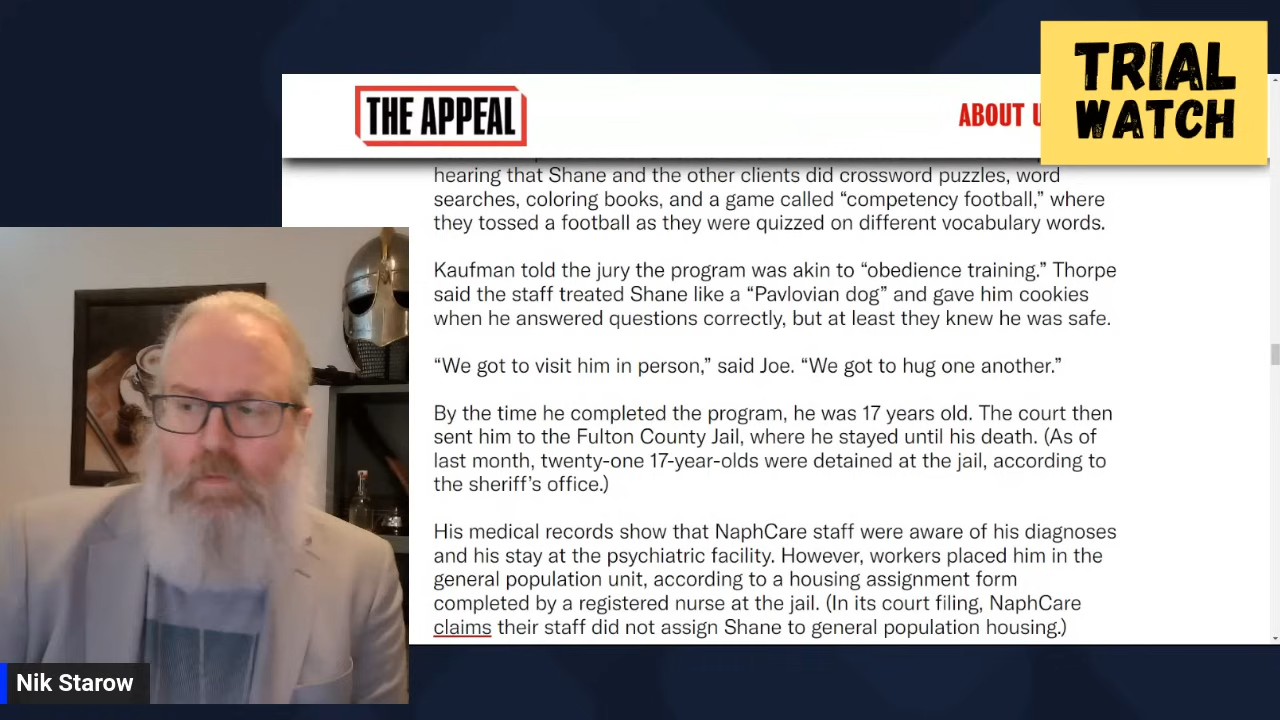 TRIAL
WATCH
THE APPEAL
ABOUT U
hearing that Shane and the other clients did crossword puzzles, word
searches, coloring books, and a game called “competency football,” where
they tossed a football as they were quizzed on different vocabulary words.
Kaufman told the jury the program was akin to “obedience training.” Thorpe
said the staff treated Shane like a “Pavlovian dog” and gave him cookies
when he answered questions correctly, but at least they knew he was safe.
“We got to visit him in person,” said Joe. “We got to hug one another.”
By the time he completed the program, he was 17 years old. The court then
sent him to the Fulton County Jail, where he stayed until his death. (As of
last month, twenty-one 17-year-olds were detained at the jail, according to
the sheriff’s office.)
His medical records show that NaphCare staff were aware of his diagnoses
and his stay at the psychiatric facility. However, workers placed him in the
general population unit, according to a housing assignment form
completed by a registered nurse at the jail. (In its court filing, NaphCare
claims their staff did not assign Shane to general population housing.)
Nik Starow